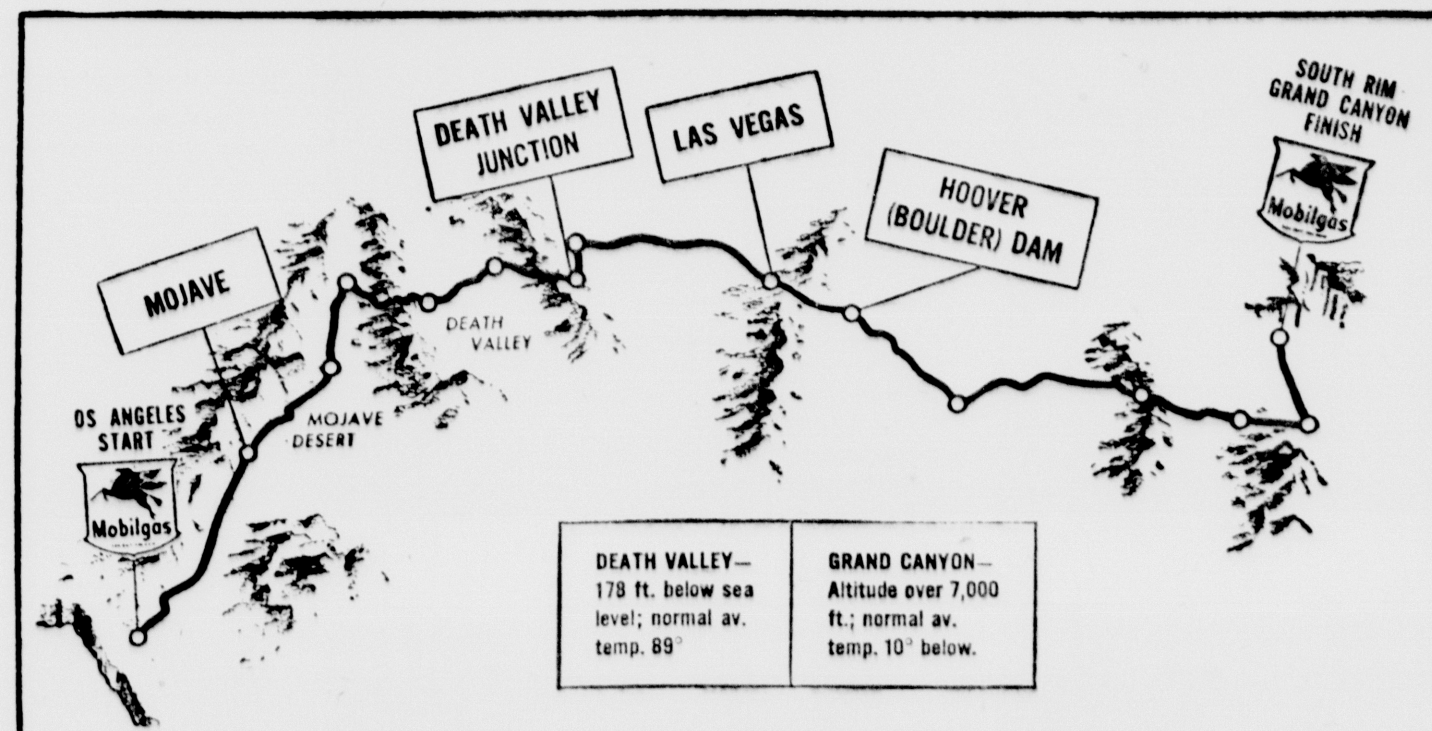 SOUTH RIM
GRAND CANYON
FINISH
Mobilgas
DEATH VALLEY
JUNCTION
LAS VEGAS
HOOVER
(BOULDER) DAM
MOJAVE
DEATH
VALLEY
MOJAVE
DESERT
OS ANGELES
START
Mobilgas
DEATH VALLEY—
178 ft. below sea
level; normal av.
temp. 89°
GRAND CANYON—
Altitude over 7,000
ft.; normal av.
temp. 10° below.